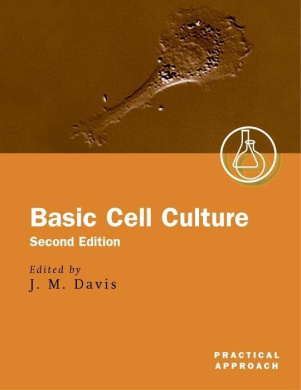 Basic Cell Culture
Second Edition
Edited by
J. M. Davis
PRACTICAL
APPROACH